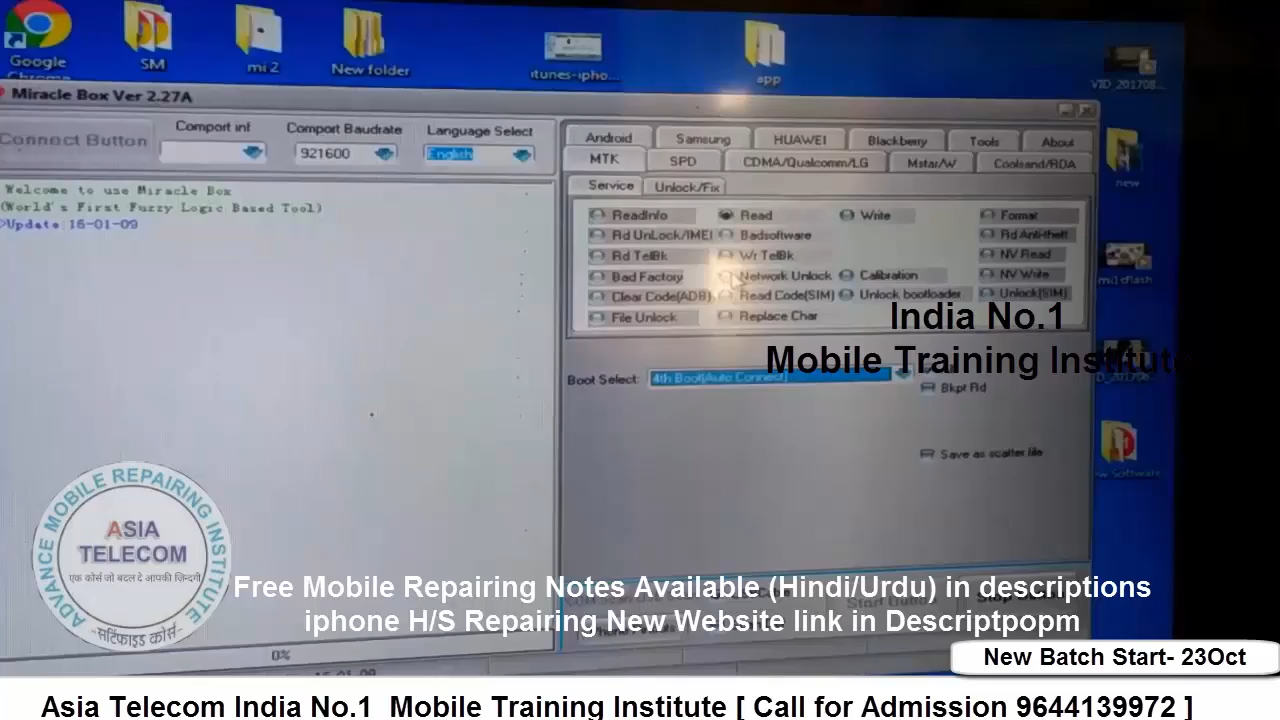 Google
Chrome
SM
mi 2
New folder
itunes-ipho...
app
VID_201708...
new
Miracle Box Ver 2.27A
Connect Button
Comport inf
Comport Baudrate
921600
Language Select
English
Android
Samsung
HUAWEI
Blackberry
Tools
About
MTK
SPD
CDMA/Qualcomm/LG
Mstar/W
Coolsand/RDA
Service
Unlock/Fix
Welcome to use Miracle Box
(World's First Fuzzy Logic Based Tool)
>Update:16-01-09
ReadInfo
Read
Write
Format
Rd UnLock/IMEI
Badsoftware
Rd Anti-theft
Rd TelBk
Wr TelBk
NV Read
Bad Factory
Network Unlock
Calibration
NV Write
Clear Code(ADB)
Read Code(SIM)
Unlock bootloader
Unlock(SIM)
File Unlock
Replace Char
India No.1
Mobile Training Institute
Boot Select:
4th Boot(Auto Connect)
Bkpt Rd
Save as scatter file
ADVANCE MOBILE REPAIRING INSTITUTE
ASIA
TELECOM
एक कोर्स जो बदल दे आपकी ज़िन्दगी
-सर्टिफाइड कोर्स-
Free Mobile Repairing Notes Available (Hindi/Urdu) in descriptions
iphone H/S Repairing New Website link in Descriptpopm
Start Button
0%
New Batch Start- 23Oct
Asia Telecom India No.1 Mobile Training Institute [ Call for Admission 9644139972 ]